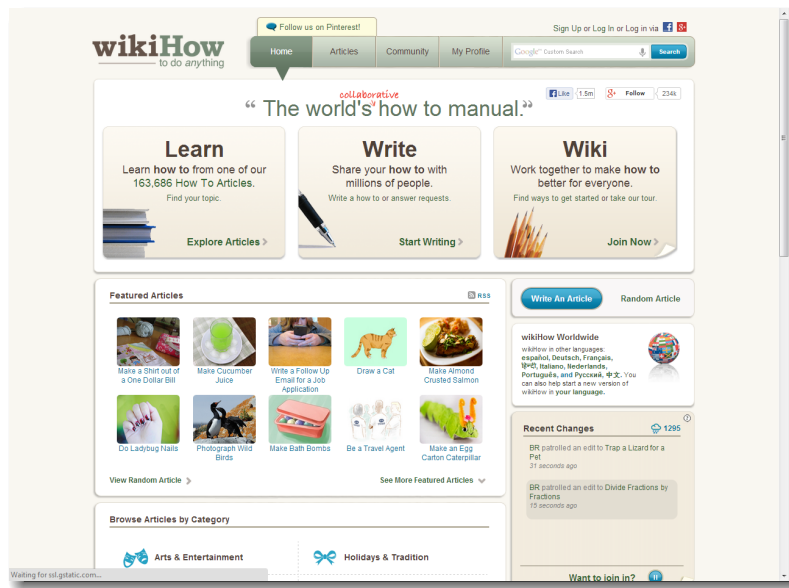 Follow us on Pinterest!
Sign Up or Log In or Log in via
wikiHow
to do anything
Home
Articles
Community
My Profile
Google™ Custom Search
Search
Like
1.5m
Follow
234k
collaborative
“ The world's how to manual.”
Learn
Learn how to from one of our
163,686 How To Articles.
Find your topic.
Explore Articles
Write
Share your how to with
millions of people.
Write a how to or answer requests.
Start Writing
Wiki
Work together to make how to
better for everyone.
Find ways to get started or take our tour.
Join Now
Featured Articles
RSS
Make a Shirt out of
a One Dollar Bill
Make Cucumber
Juice
Write a Follow Up
Email for a Job
Application
Draw a Cat
Make Almond
Crusted Salmon
Do Ladybug Nails
Photograph Wild
Birds
Make Bath Bombs
Be a Travel Agent
Make an Egg
Carton Caterpillar
View Random Article
See More Featured Articles
Write An Article
Random Article
wikiHow Worldwide
wikiHow in other languages:
español, Deutsch, Français,
हिन्दी, Italiano, Nederlands,
Português, and Русский, 中文. You
can also help start a new version of
wikiHow in your language.
Recent Changes
1295
BR patrolled an edit to Trap a Lizard for a
Pet
31 seconds ago
BR patrolled an edit to Divide Fractions by
Fractions
15 seconds ago
Want to join in?
Browse Articles by Category
Arts & Entertainment
Holidays & Tradition
Waiting for ssl.gstatic.com...